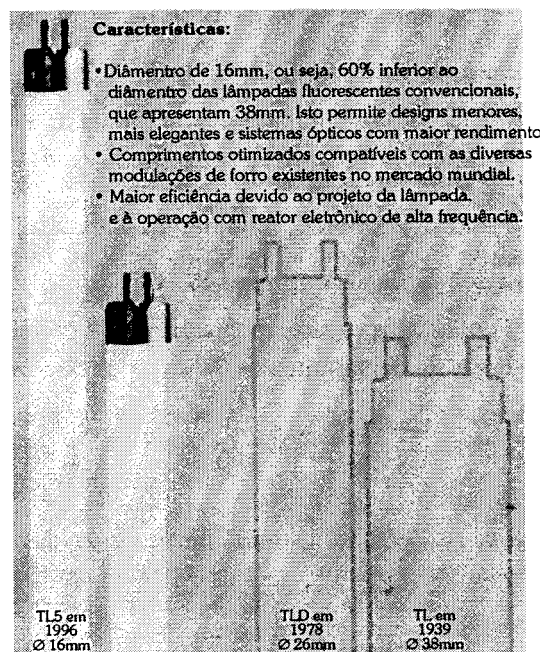 Características:
• Diâmentro de 16mm, ou seja, 60% inferior ao
diâmentro das lâmpadas fluorescentes convencionais,
que apresentam 38mm. Isto permite designs menores,
mais elegantes e sistemas ópticos com maior rendimento
• Comprimentos otimizados compatíveis com as diversas
modulações de forro existentes no mercado mundial.
• Maior eficiência devido ao projeto da lâmpada.
e à operação com reator eletrònico de alta frequência.
TL5 em
1996
Ø 16mm
TLD em
1978
Ø 26mm
TL em
1939
Ø 38mm